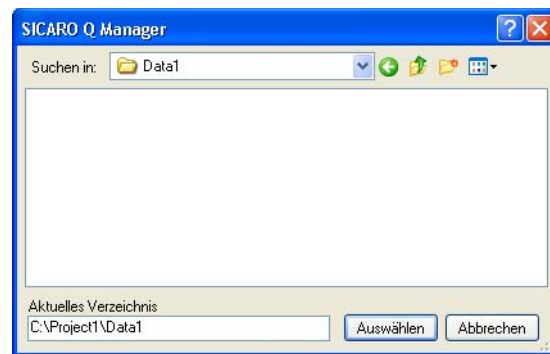 SICARO Q Manager
Suchen in: Data1
Aktuelles Verzeichnis
C:\Project1\Data1
Auswählen Abbrechen